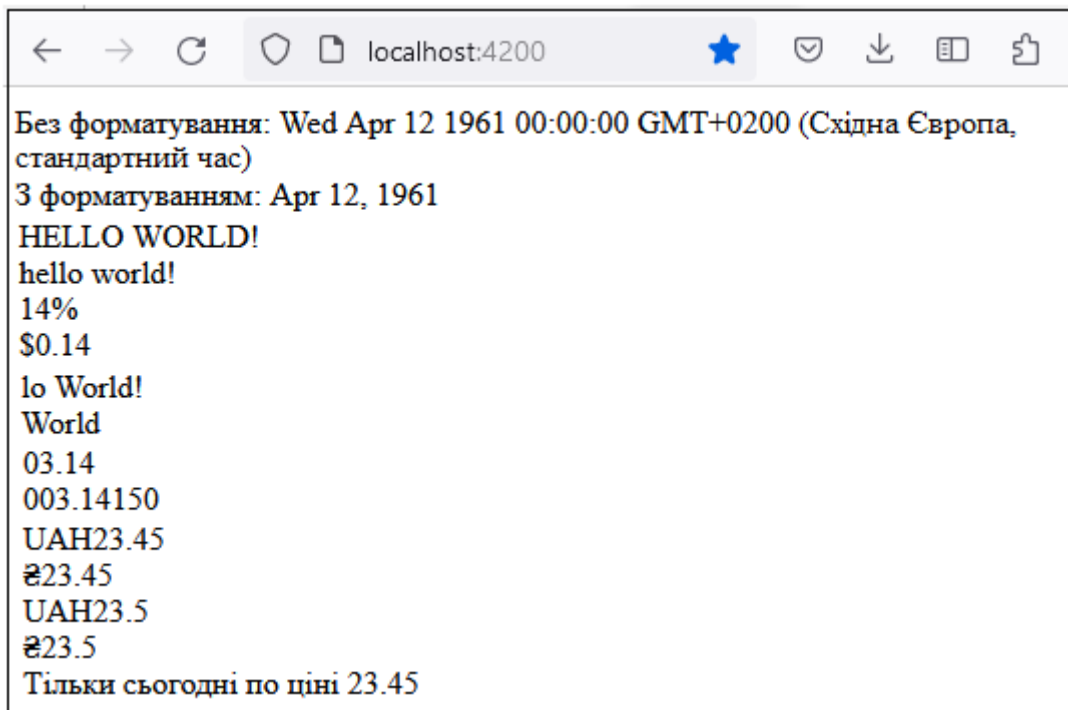 localhost:4200
Без форматування: Wed Apr 12 1961 00:00:00 GMT+0200 (Східна Європа,
стандартний час)
З форматуванням: Apr 12, 1961
HELLO WORLD!
hello world!
14%
$0.14
lo World!
World
03.14
003.14150
UAH23.45
₴23.45
UAH23.5
₴23.5
Тільки сьогодні по ціні 23.45